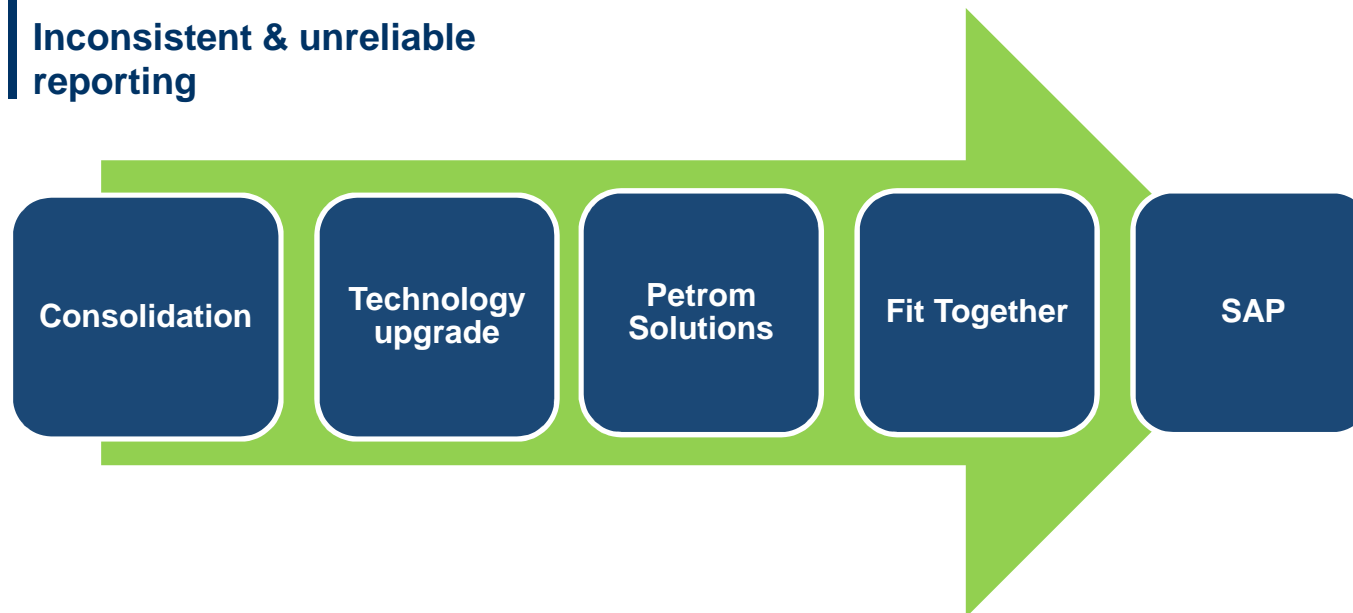 Inconsistent & unreliable
reporting
Consolidation
Technology
upgrade
Petrom
Solutions
Fit Together
SAP